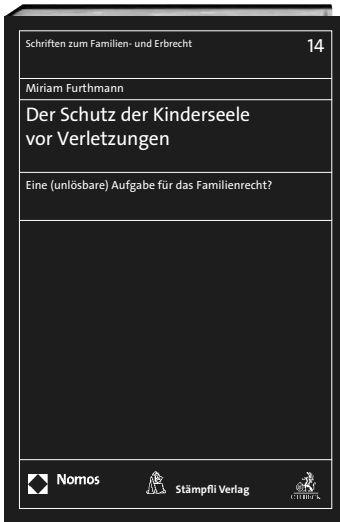 Schriften zum Familien- und Erbrecht
14
Miriam Furthmann
Der Schutz der Kinderseele
vor Verletzungen
Eine (unlösbare) Aufgabe für das Familienrecht?
Nomos
Stämpfli Verlag
C.H.BECK